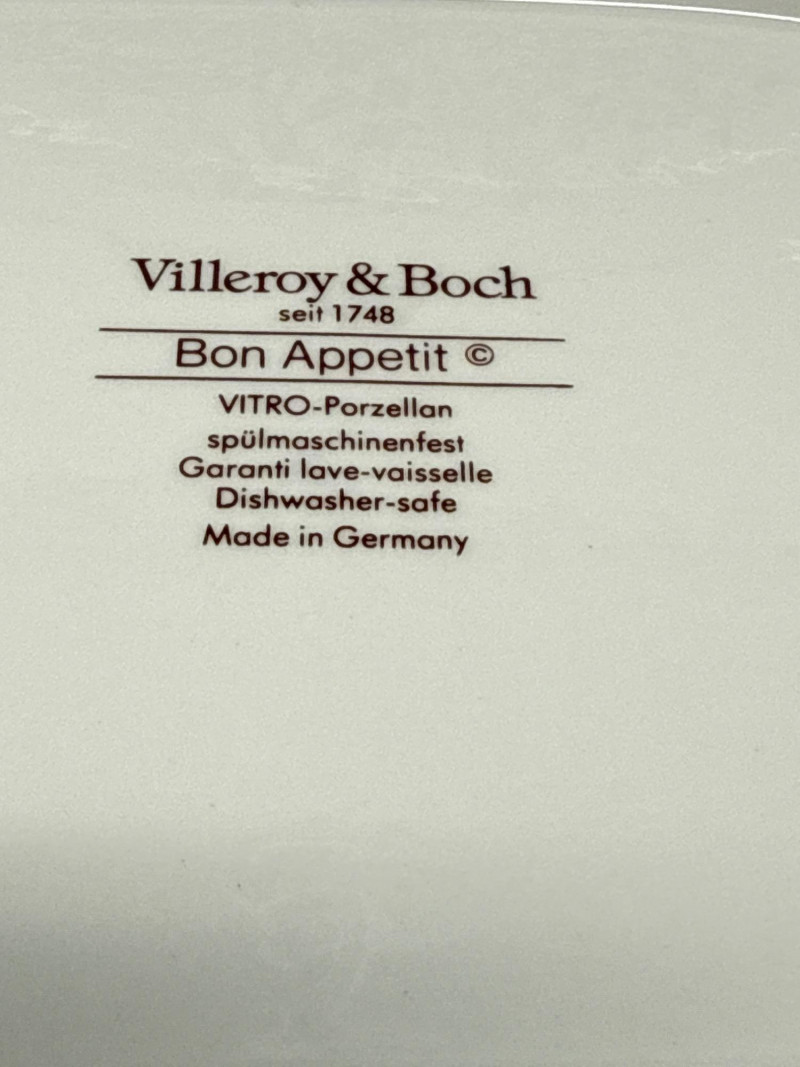 Villeroy & Boch
seit 1748
Bon Appetit ©
VITRO-Porzellan
spülmaschinenfest
Garanti lave-vaisselle
Dishwasher-safe
Made in Germany